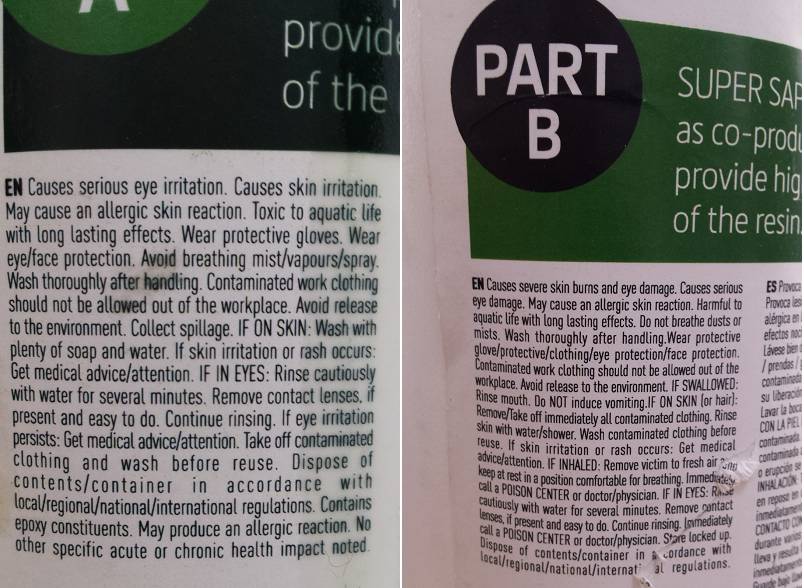 A
provide
of the
EN Causes serious eye irritation. Causes skin irritation.
May cause an allergic skin reaction. Toxic to aquatic life
with long lasting effects. Wear protective gloves. Wear
eye/face protection. Avoid breathing mist/vapours/spray.
Wash thoroughly after handling. Contaminated work clothing
should not be allowed out of the workplace. Avoid release
to the environment. Collect spillage. IF ON SKIN: Wash with
plenty of soap and water. If skin irritation or rash occurs:
Get medical advice/attention. IF IN EYES: Rinse cautiously
with water for several minutes. Remove contact lenses, if
present and easy to do. Continue rinsing. If eye irritation
persists: Get medical advice/attention. Take off contaminated
clothing and wash before reuse. Dispose of
contents/container in accordance with
local/regional/national/international regulations. Contains
epoxy constituents. May produce an allergic reaction. No
other specific acute or chronic health impact noted.
PART
B
SUPER SAP
as co-produ
provide hig
of the resin.
EN Causes severe skin burns and eye damage. Causes serious
eye damage. May cause an allergic skin reaction. Harmful to
aquatic life with long lasting effects. Do not breathe dusts or
mists. Wash thoroughly after handling.Wear protective
glove/protective/clothing/eye protection/face protection.
Contaminated work clothing should not be allowed out of the
workplace. Avoid release to the environment. IF SWALLOWED:
Rinse mouth. Do NOT induce vomiting.IF ON SKIN (or hair):
Remove/Take off immediately all contaminated clothing. Rinse
skin with water/shower. Wash contaminated clothing before
reuse. If skin irritation or rash occurs: Get medical
advice/attention. IF INHALED: Remove victim to fresh air and
keep at rest in a position comfortable for breathing. Immediately
call a POISON CENTER or doctor/physician. IF IN EYES: Rinse
cautiously with water for several minutes. Remove contact
lenses, if present and easy to do. Continue rinsing. Immediately
call a POISON CENTER or doctor/physician. Store locked up.
Dispose of contents/container in accordance with
local/regional/national/international regulations.
ES Provoca
Provoca les
alérgica en
efectos noc
Lávese bien
/ prendas /
contaminad
su liberació
Lavar la boc
CON LA PIEL
contaminada
contaminada
o erupción se
INHALACIÓN:
en reposo en
inmediatamen
CONTACTO CO
durante varios
lleva y resulta
inmediatamen